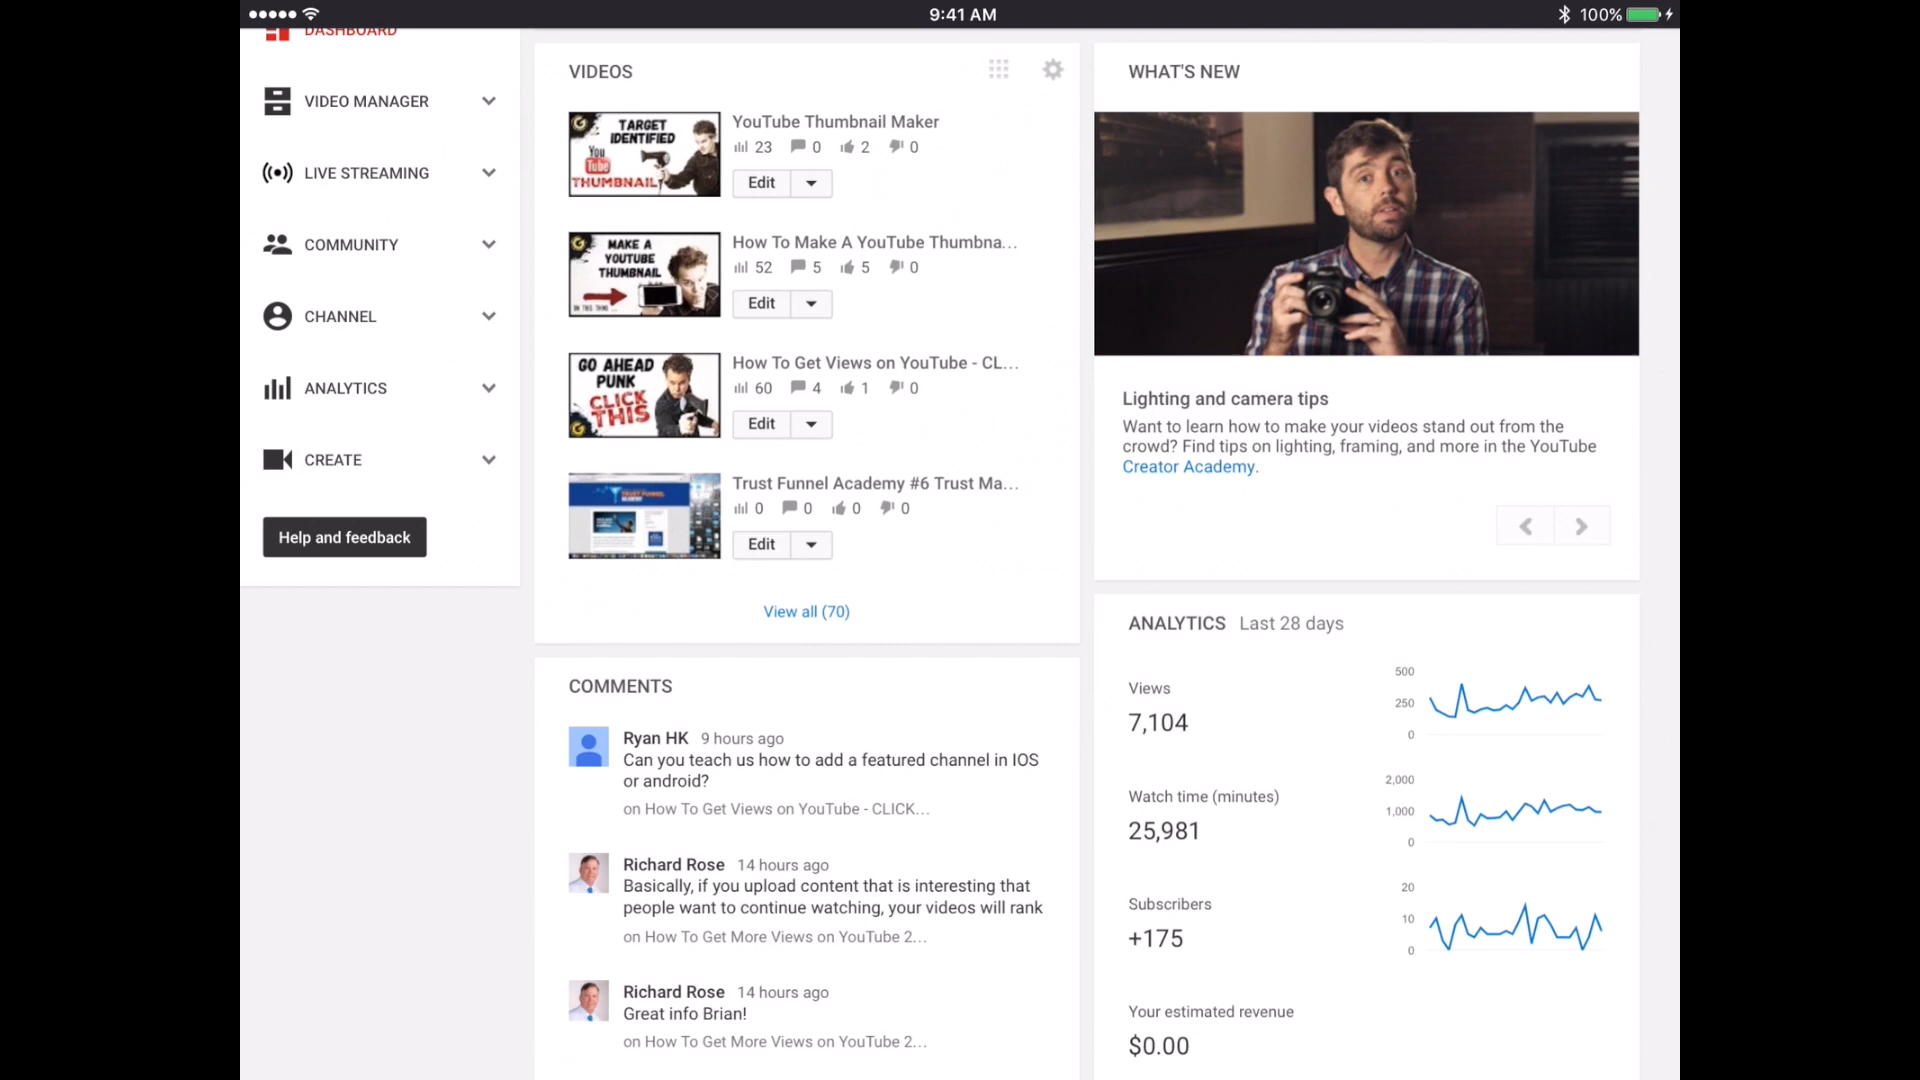 9:41 AM
100%
DASHBOARD
VIDEO MANAGER
LIVE STREAMING
COMMUNITY
CHANNEL
ANALYTICS
CREATE
Help and feedback
VIDEOS
TARGET
IDENTIFIED
You
Tube
THUMBNAIL
YouTube Thumbnail Maker
23 0 2 0
Edit
MAKE A
YOUTUBE
THUMBNAIL
ON THIS THING ...
How To Make A YouTube Thumbna...
52 5 5 0
Edit
GO AHEAD
PUNK
CLICK
THIS
How To Get Views on YouTube - CL...
60 4 1 0
Edit
TRUST FUNNEL
ACADEMY
Trust Funnel Academy #6 Trust Ma...
0 0 0 0
Edit
View all (70)
COMMENTS
Ryan HK 9 hours ago
Can you teach us how to add a featured channel in IOS
or android?
on How To Get Views on YouTube - CLICK...
Richard Rose 14 hours ago
Basically, if you upload content that is interesting that
people want to continue watching, your videos will rank
on How To Get More Views on YouTube 2...
Richard Rose 14 hours ago
Great info Brian!
on How To Get More Views on YouTube 2...
WHAT'S NEW
Lighting and camera tips
Want to learn how to make your videos stand out from the
crowd? Find tips on lighting, framing, and more in the YouTube
Creator Academy.
ANALYTICS Last 28 days
Views
7,104
500
250
0
Watch time (minutes)
25,981
2,000
1,000
0
Subscribers
+175
20
10
0
Your estimated revenue
$0.00